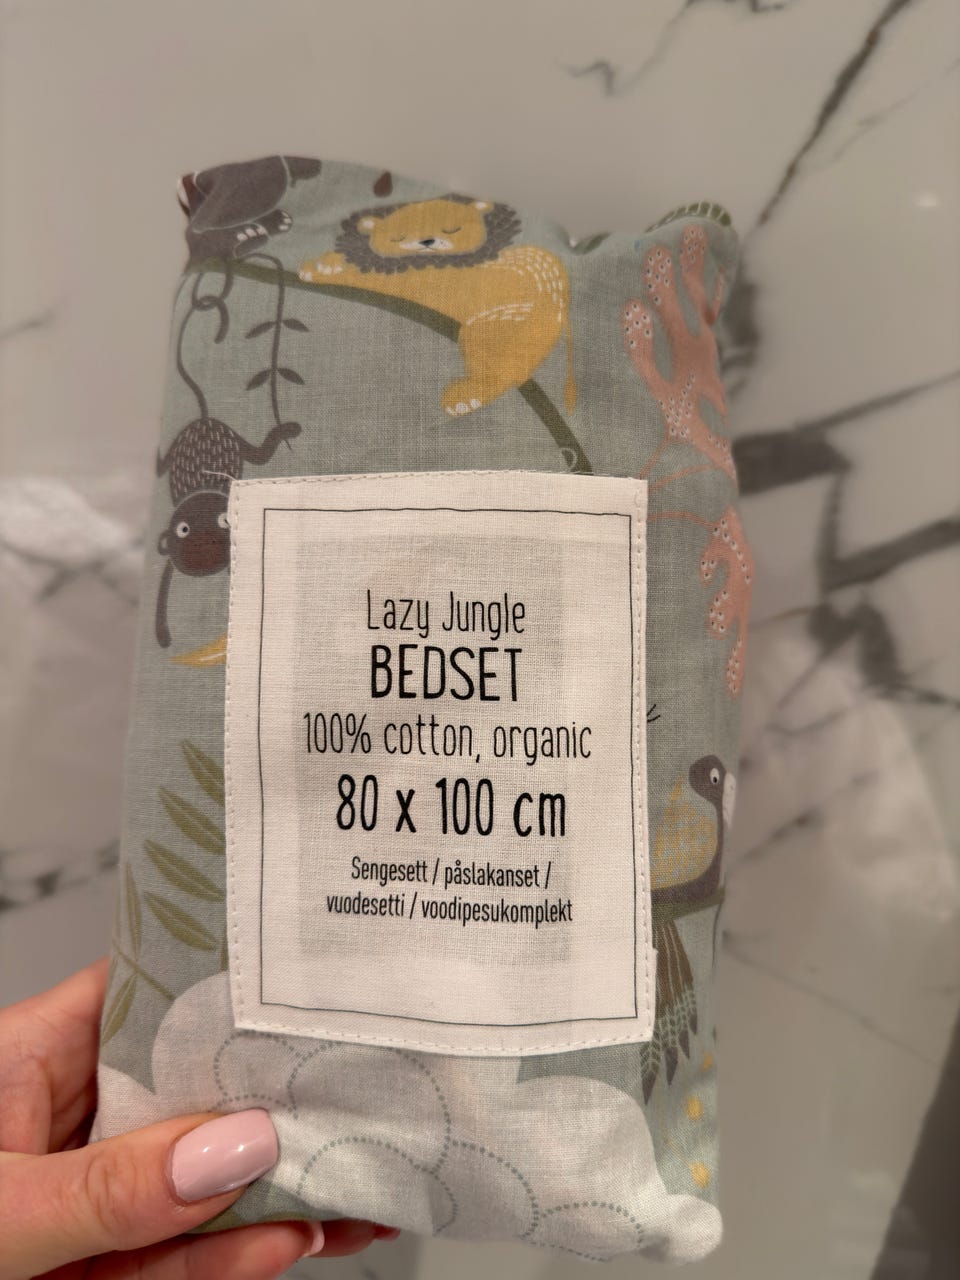 Lazy Jungle
BEDSET
100% cotton, organic
80 x 100 cm
Sengesett / påslakanset /
vuodesetti / voodipesukomplekt